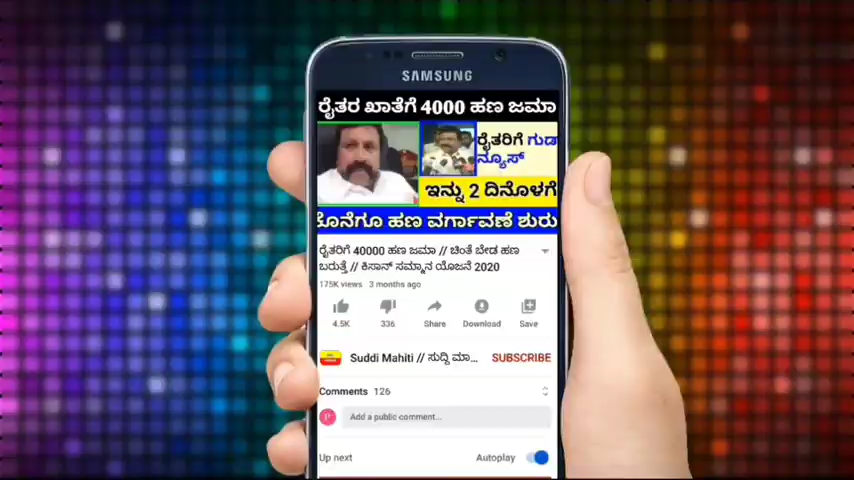 SAMSUNG
ರೈತರ ಖಾತೆಗೆ 4000 ಹಣ ಜಮಾ
ರೈತರಿಗೆ ಗುಡ
ನ್ಯೂಸ್
ಇನ್ನು 2 ದಿನೊಳಗೆ
ಕೊನೆಗೂ ಹಣ ವರ್ಗಾವಣೆ ಶುರು
ರೈತರಿಗೆ 40000 ಹಣ ಜಮಾ // ಚಿಂತೆ ಬೇಡ ಹಣ
ಬರುತ್ತೆ // ಕಿಸಾನ್ ಸಮ್ಮಾನ ಯೋಜನೆ 2020
175K views 3 months ago
4.5K 336 Share Download Save
Suddi Mahiti // ಸುದ್ದಿ ಮಾ... SUBSCRIBE
Comments 126
Add a public comment...
Up next Autoplay